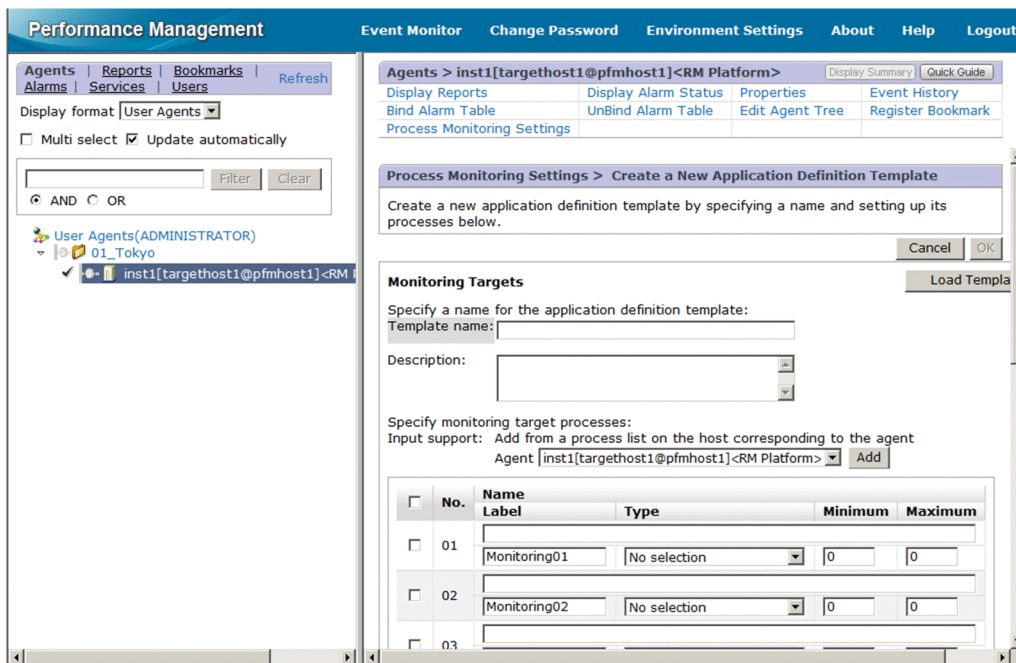 Performance Management
Event Monitor Change Password Environment Settings About Help Logout
Agents | Reports | Bookmarks |
Alarms | Services | Users
Refresh
Display format User Agents
Multi select Update automatically
Filter Clear
AND OR
User Agents(ADMINISTRATOR)
01_Tokyo
inst1[targethost1@pfmhost1]<RM
Agents > inst1[targethost1@pfmhost1]<RM Platform> Display Summary Quick Guide
Display Reports Display Alarm Status Properties Event History
Bind Alarm Table UnBind Alarm Table Edit Agent Tree Register Bookmark
Process Monitoring Settings
Process Monitoring Settings > Create a New Application Definition Template
Create a new application definition template by specifying a name and setting up its
processes below.
Cancel OK
Monitoring Targets
Load Templa
Specify a name for the application definition template:
Template name:
Description:
Specify monitoring target processes:
Input support: Add from a process list on the host corresponding to the agent
Agent inst1[targethost1@pfmhost1]<RM Platform> Add
No. Name
Label Type Minimum Maximum
01
Monitoring01 No selection 0 0
02
Monitoring02 No selection 0 0
03